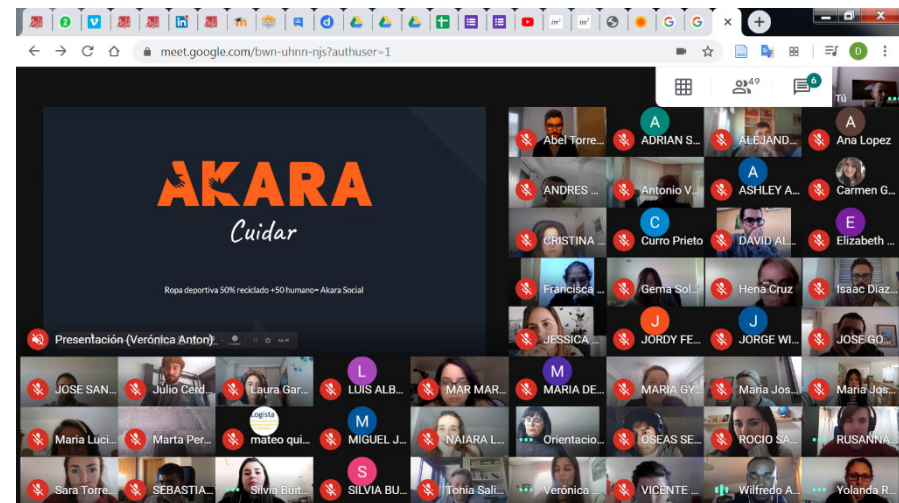 meet.google.com/bwn-uhnn-njs?authuser=1
D
49
6
Tú
AKARA
Cuidar
Ropa deportiva 50% reciclado +50 humano= Akara Social
Presentación (Verónica Anton)
Abel Torre...
A
ADRIAN S...
ALEJAND...
A
Ana Lopez
ANDRES ...
Antonio V...
A
ASHLEY A...
Carmen G...
CRISTINA ...
C
Curro Prieto
DAVID AL...
E
Elizabeth ...
Francisca ...
Gema Sol...
Hena Cruz
Isaac Diaz...
JESSICA ...
J
JORDY FE...
J
JORGE WI...
JOSE GO...
JOSE SAN...
Julio Cerd...
Laura Gar...
L
LUIS ALB...
MAR MAR...
M
MARIA DE...
MARIA GY...
Maria Jos...
Maria Jos...
Maria Luci...
Marta Per...
Logista
mateo qui...
M
MIGUEL J...
NAIARA L...
Orientacio...
OSEAS SE...
ROCIO SA...
RUSANNA...
Sara Torre...
SEBASTIA...
Silvia Buit...
S
SILVIA BU...
Tonia Sali...
Verónica ...
VICENTE ...
Wilfredo A...
Yolanda R...